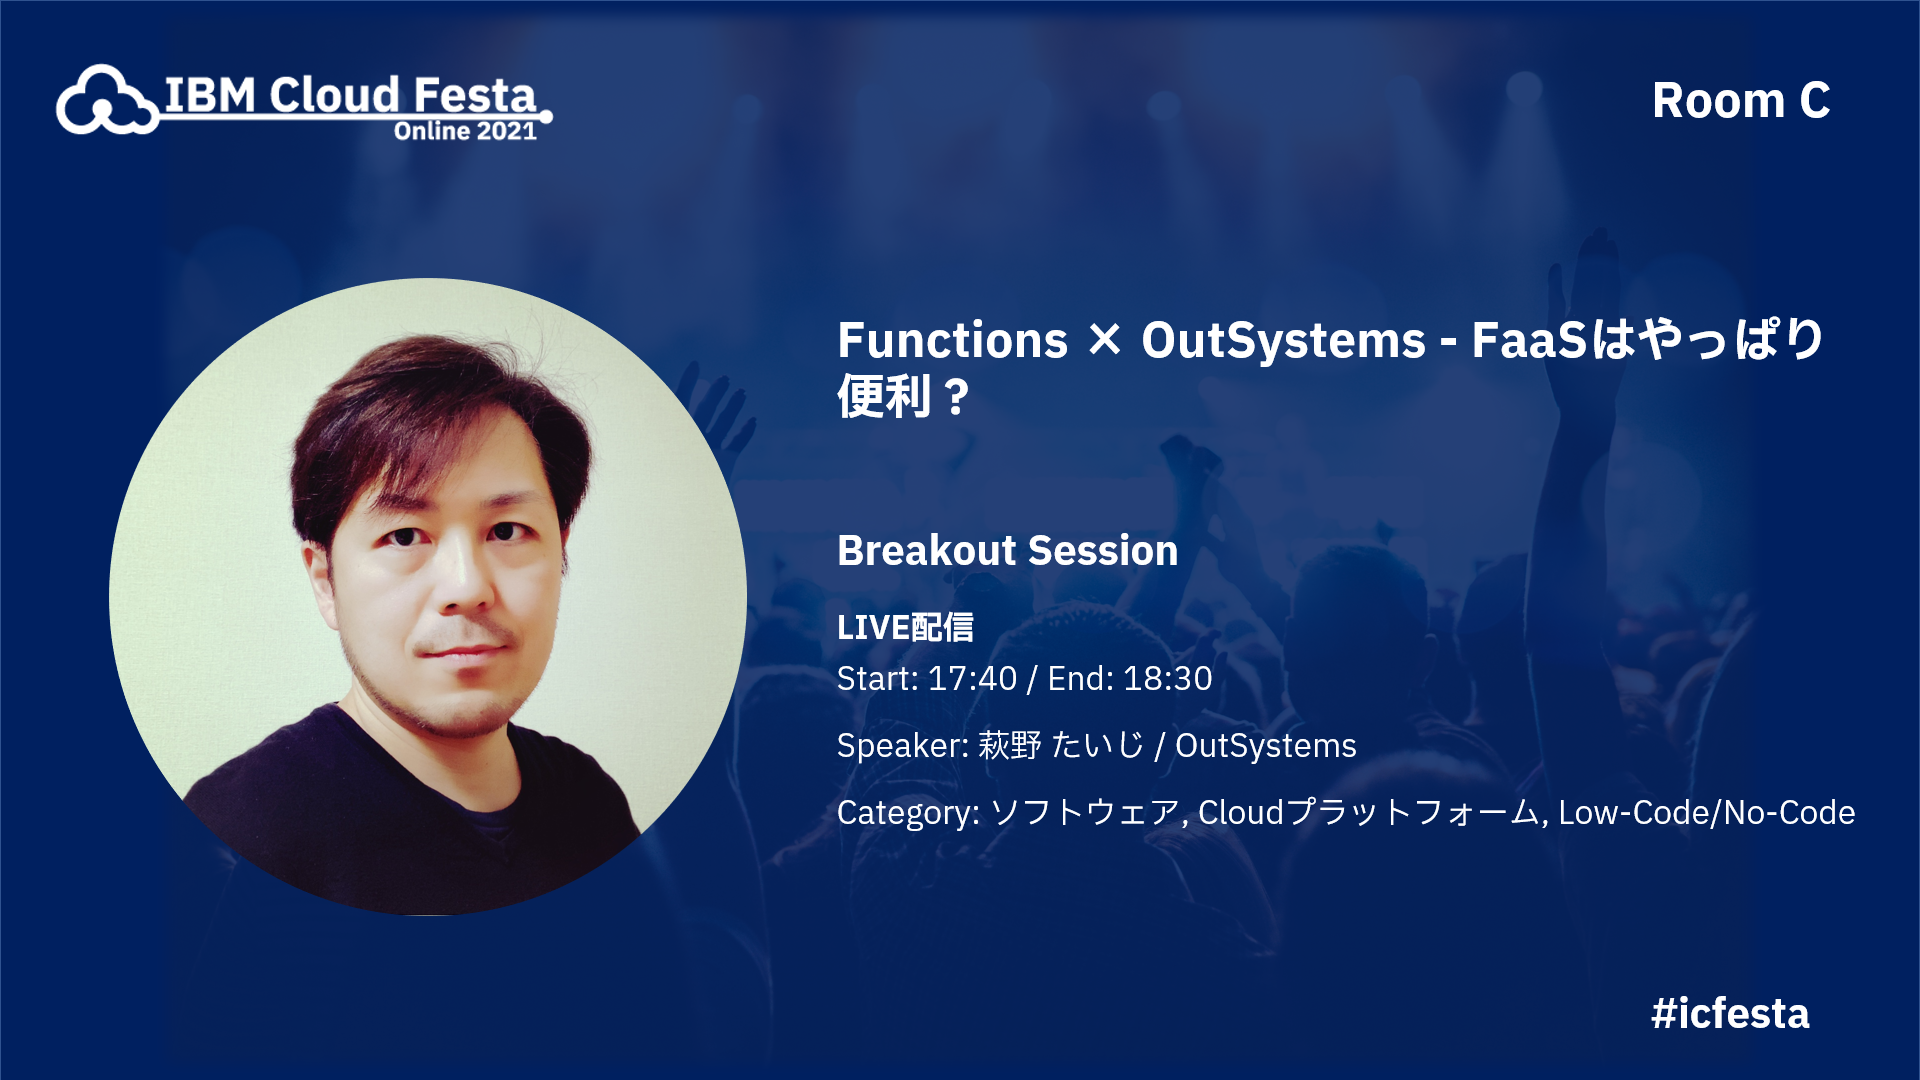 IBM Cloud Festa
Online 2021
Room C
Functions × OutSystems - FaaSはやっぱり
便利？
Breakout Session
LIVE配信
Start: 17:40 / End: 18:30
Speaker: 萩野 たいじ / OutSystems
Category: ソフトウェア, Cloudプラットフォーム, Low-Code/No-Code
#icfesta